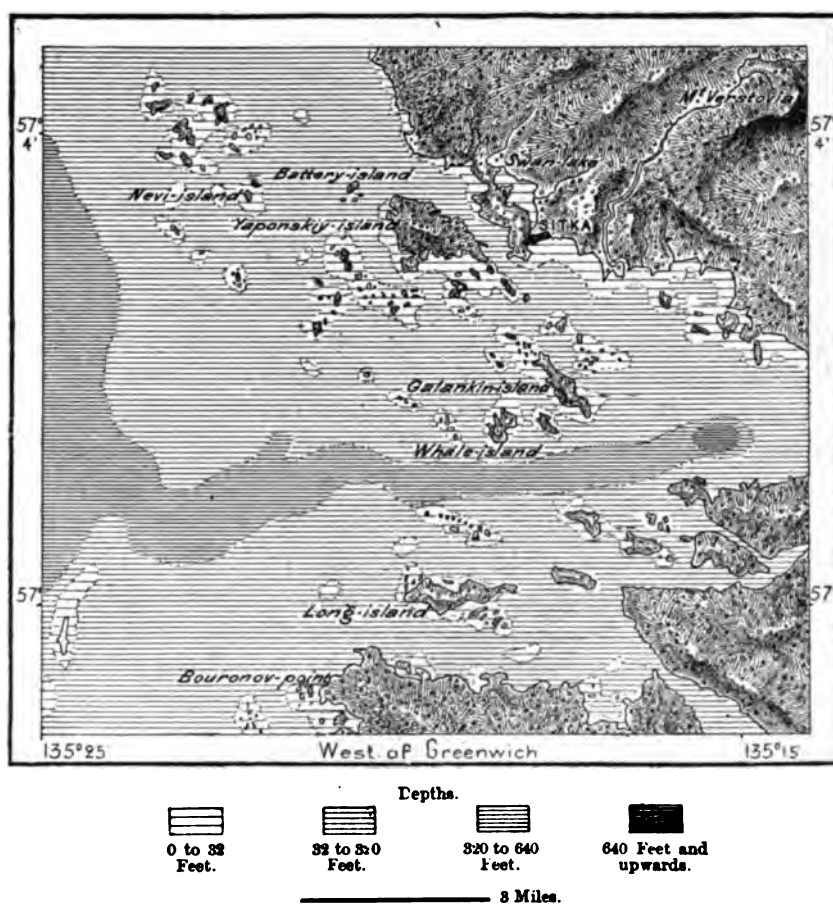 57°
4'
Mt Verstovia
Swan-lake
Battery-island
Nevi-island
Yaponskiy-island
TKA
57°
4'
Galankin-island
Whale-island
57°
57°
Long-island
Bouronov-point
135°25 West of Greenwich 135°15
Depths.
0 to 32 Feet.
32 to 320 Feet.
320 to 640 Feet.
640 Feet and upwards.
3 Miles.